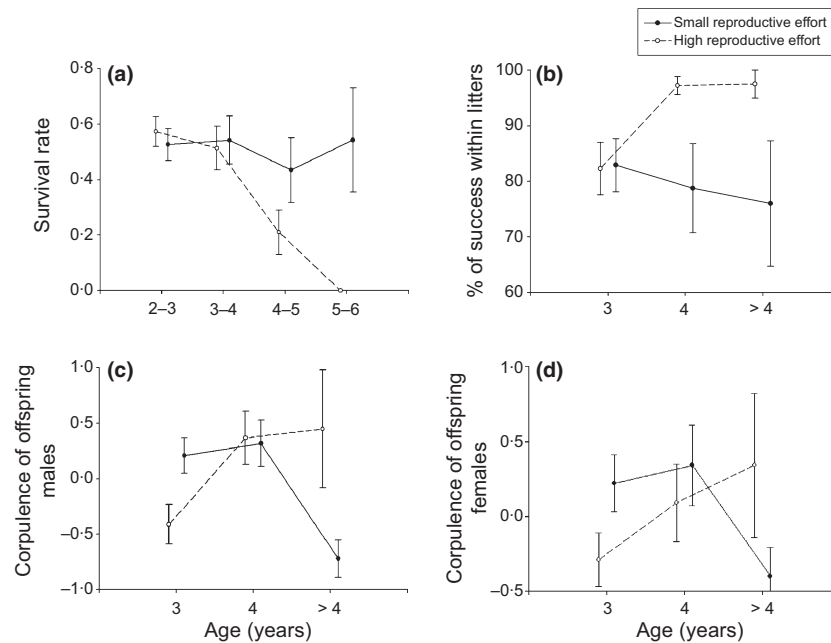 Small reproductive effort
High reproductive effort
(a)
Survival rate
0·8
0·6
0·4
0·2
0·0
2–3
3–4
4–5
5–6
(b)
% of success within litters
100
90
80
70
60
3
4
> 4
(c)
Corpulence of offspring
males
1·0
0·5
0·0
–0·5
–1·0
3
4
> 4
Age (years)
(d)
Corpulence of offspring
females
1·0
0·5
0·0
–0·5
3
4
> 4
Age (years)